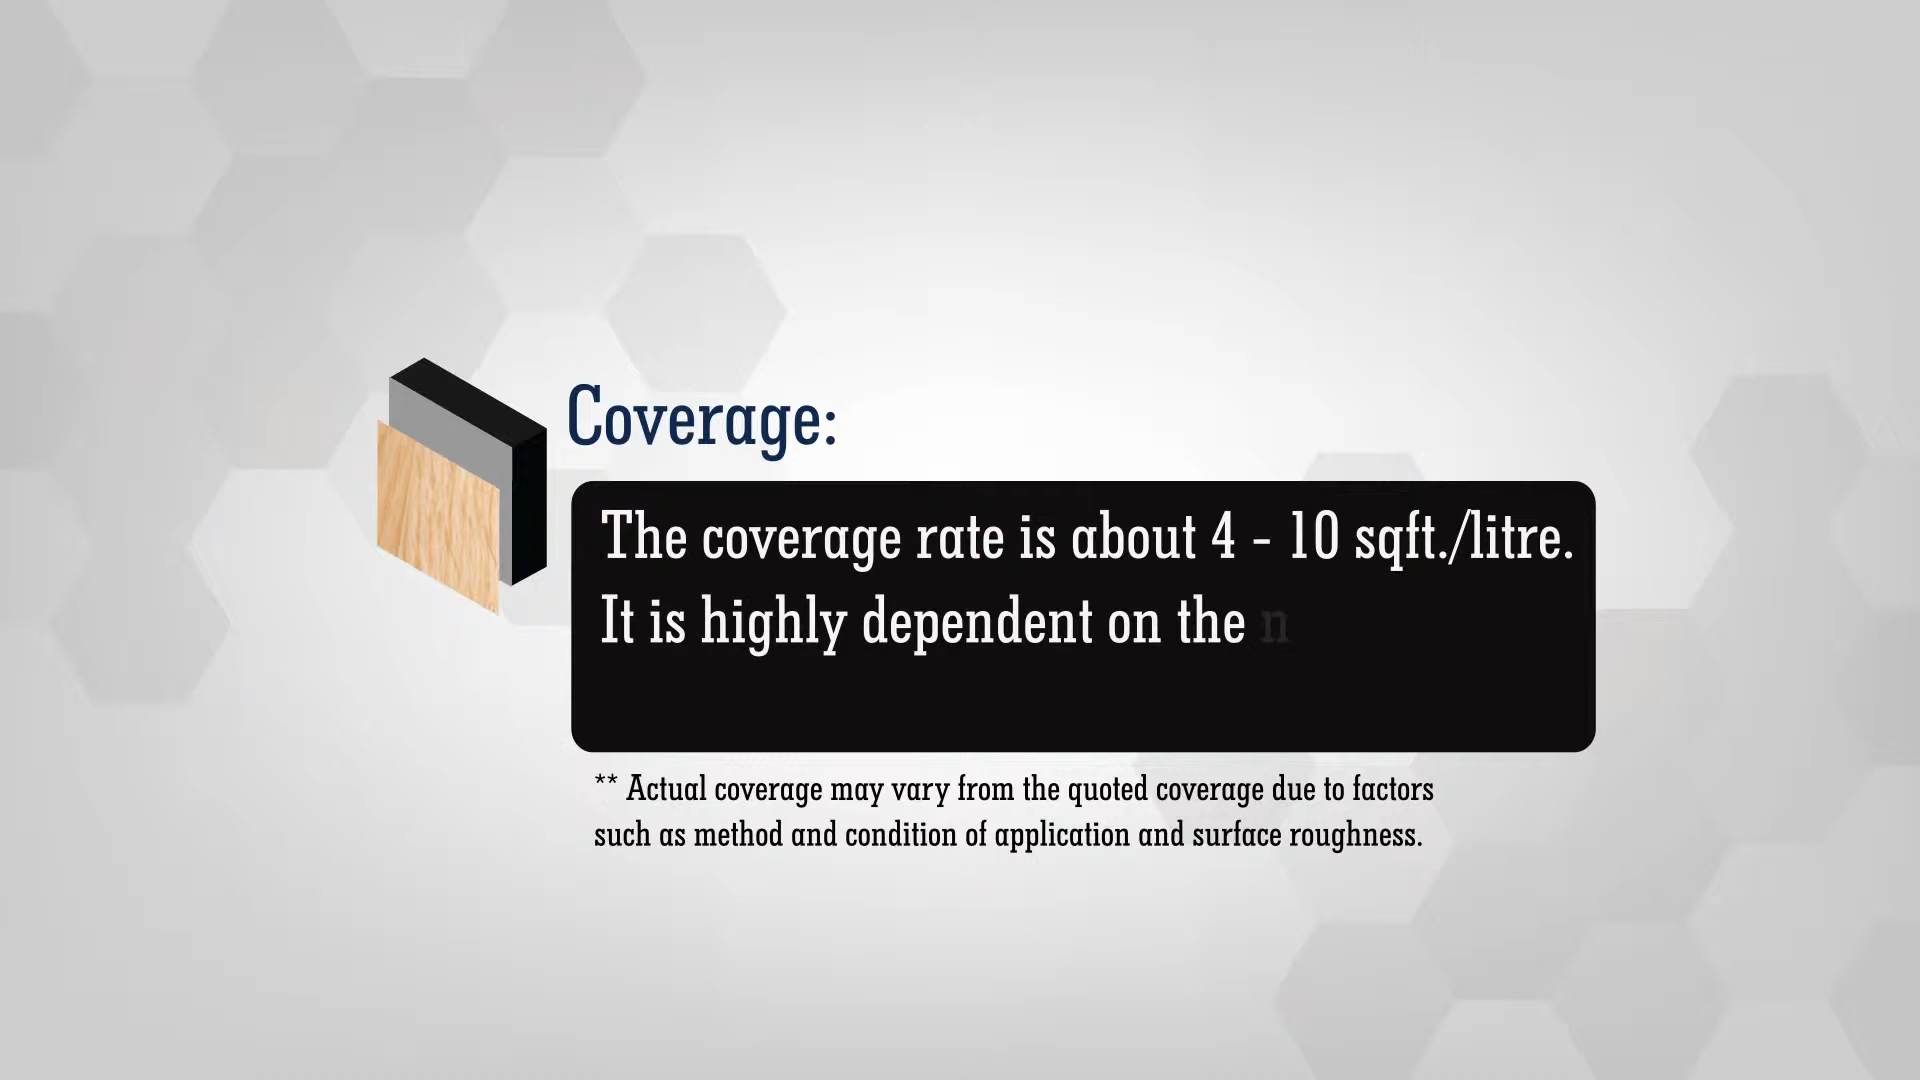 Coverage:
The coverage rate is about 4 - 10 sqft./litre.
It is highly dependent on the n
** Actual coverage may vary from the quoted coverage due to factors
such as method and condition of application and surface roughness.